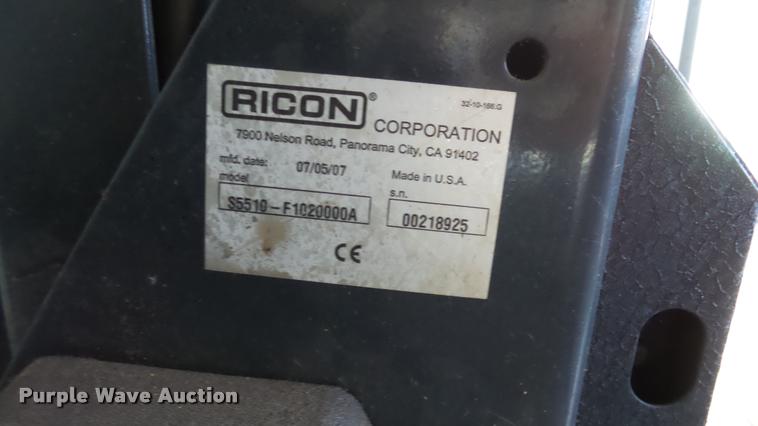 32-10-166.G
RICON® CORPORATION
7900 Nelson Road, Panorama City, CA 91402
mfd. date: 07/05/07 Made in U.S.A.
model s.n.
S5510-F1020000A 00218925
CE
Purple Wave Auction